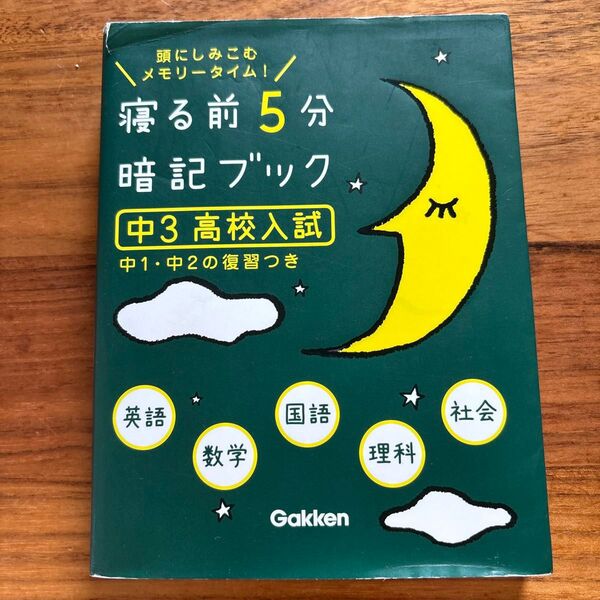 頭にしみこむ
メモリータイム！
寝る前5分
暗記ブック
中3 高校入試
中1・中2の復習つき
英語
数学
国語
理科
社会
Gakken